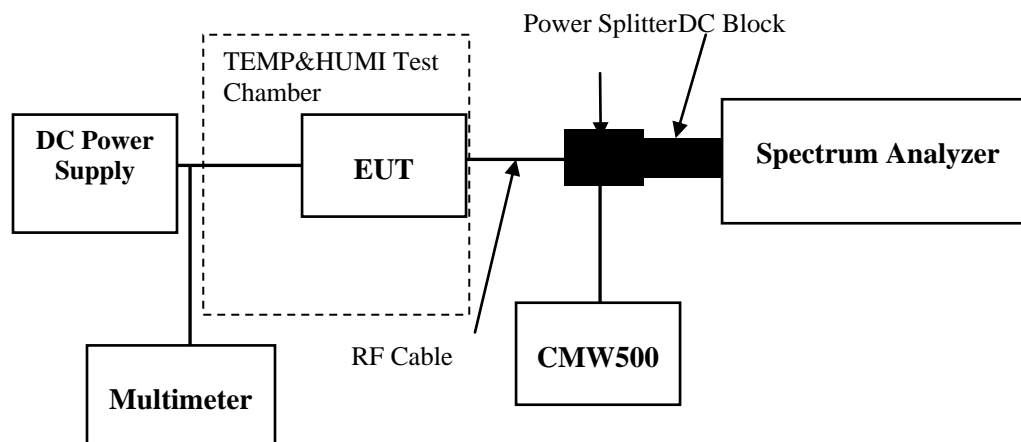 Power SplitterDC Block
TEMP&HUMI Test
Chamber
DC Power
Supply
EUT
Spectrum Analyzer
RF Cable
CMW500
Multimeter